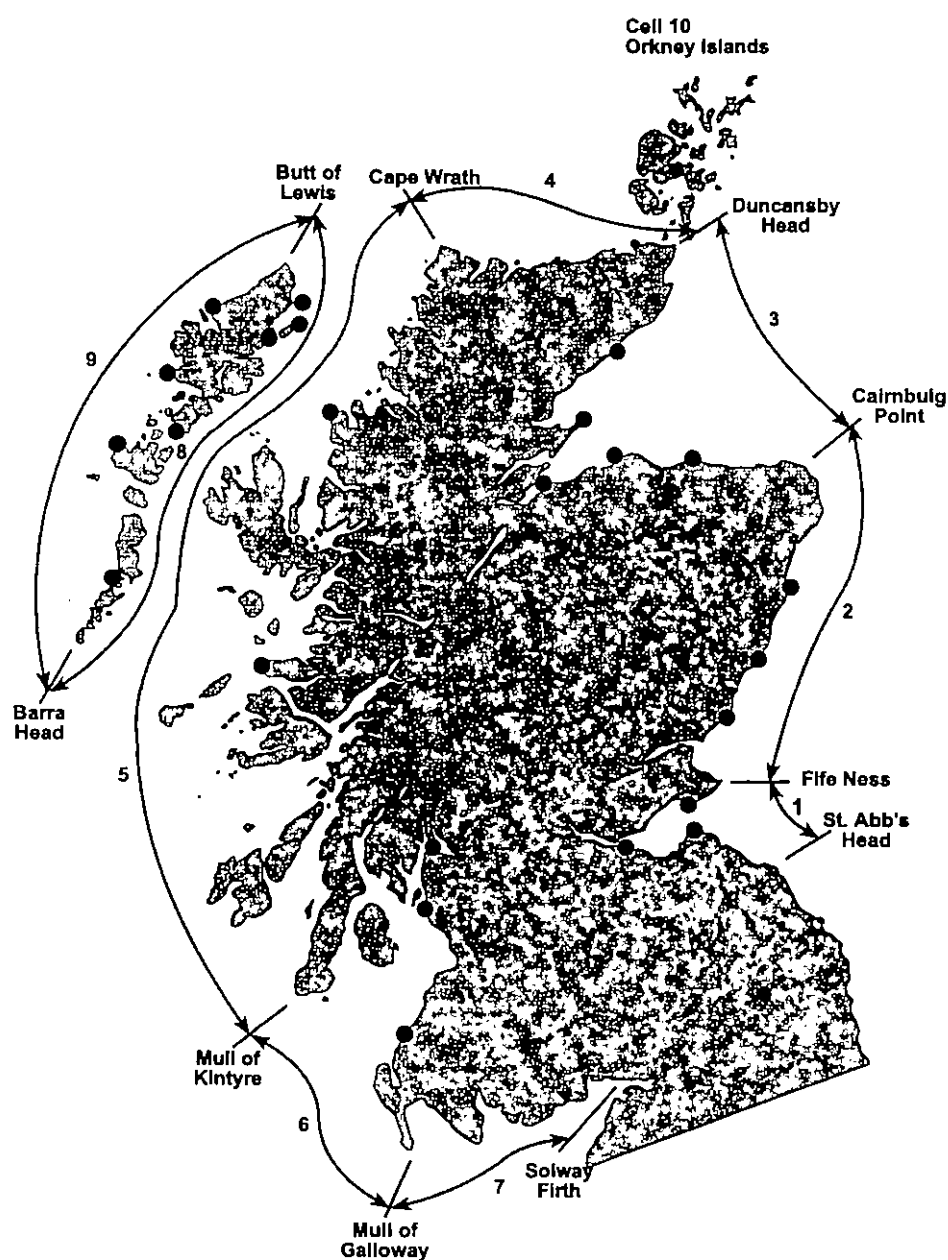 Cell 10
Orkney Islands
Butt of
Lewis
Cape Wrath
4
Duncansby
Head
3
9
8
Cairnbulg
Point
2
Barra
Head
5
Fife Ness
1
St. Abb's
Head
Mull of
Kintyre
6
Solway
Firth
7
Mull of
Galloway